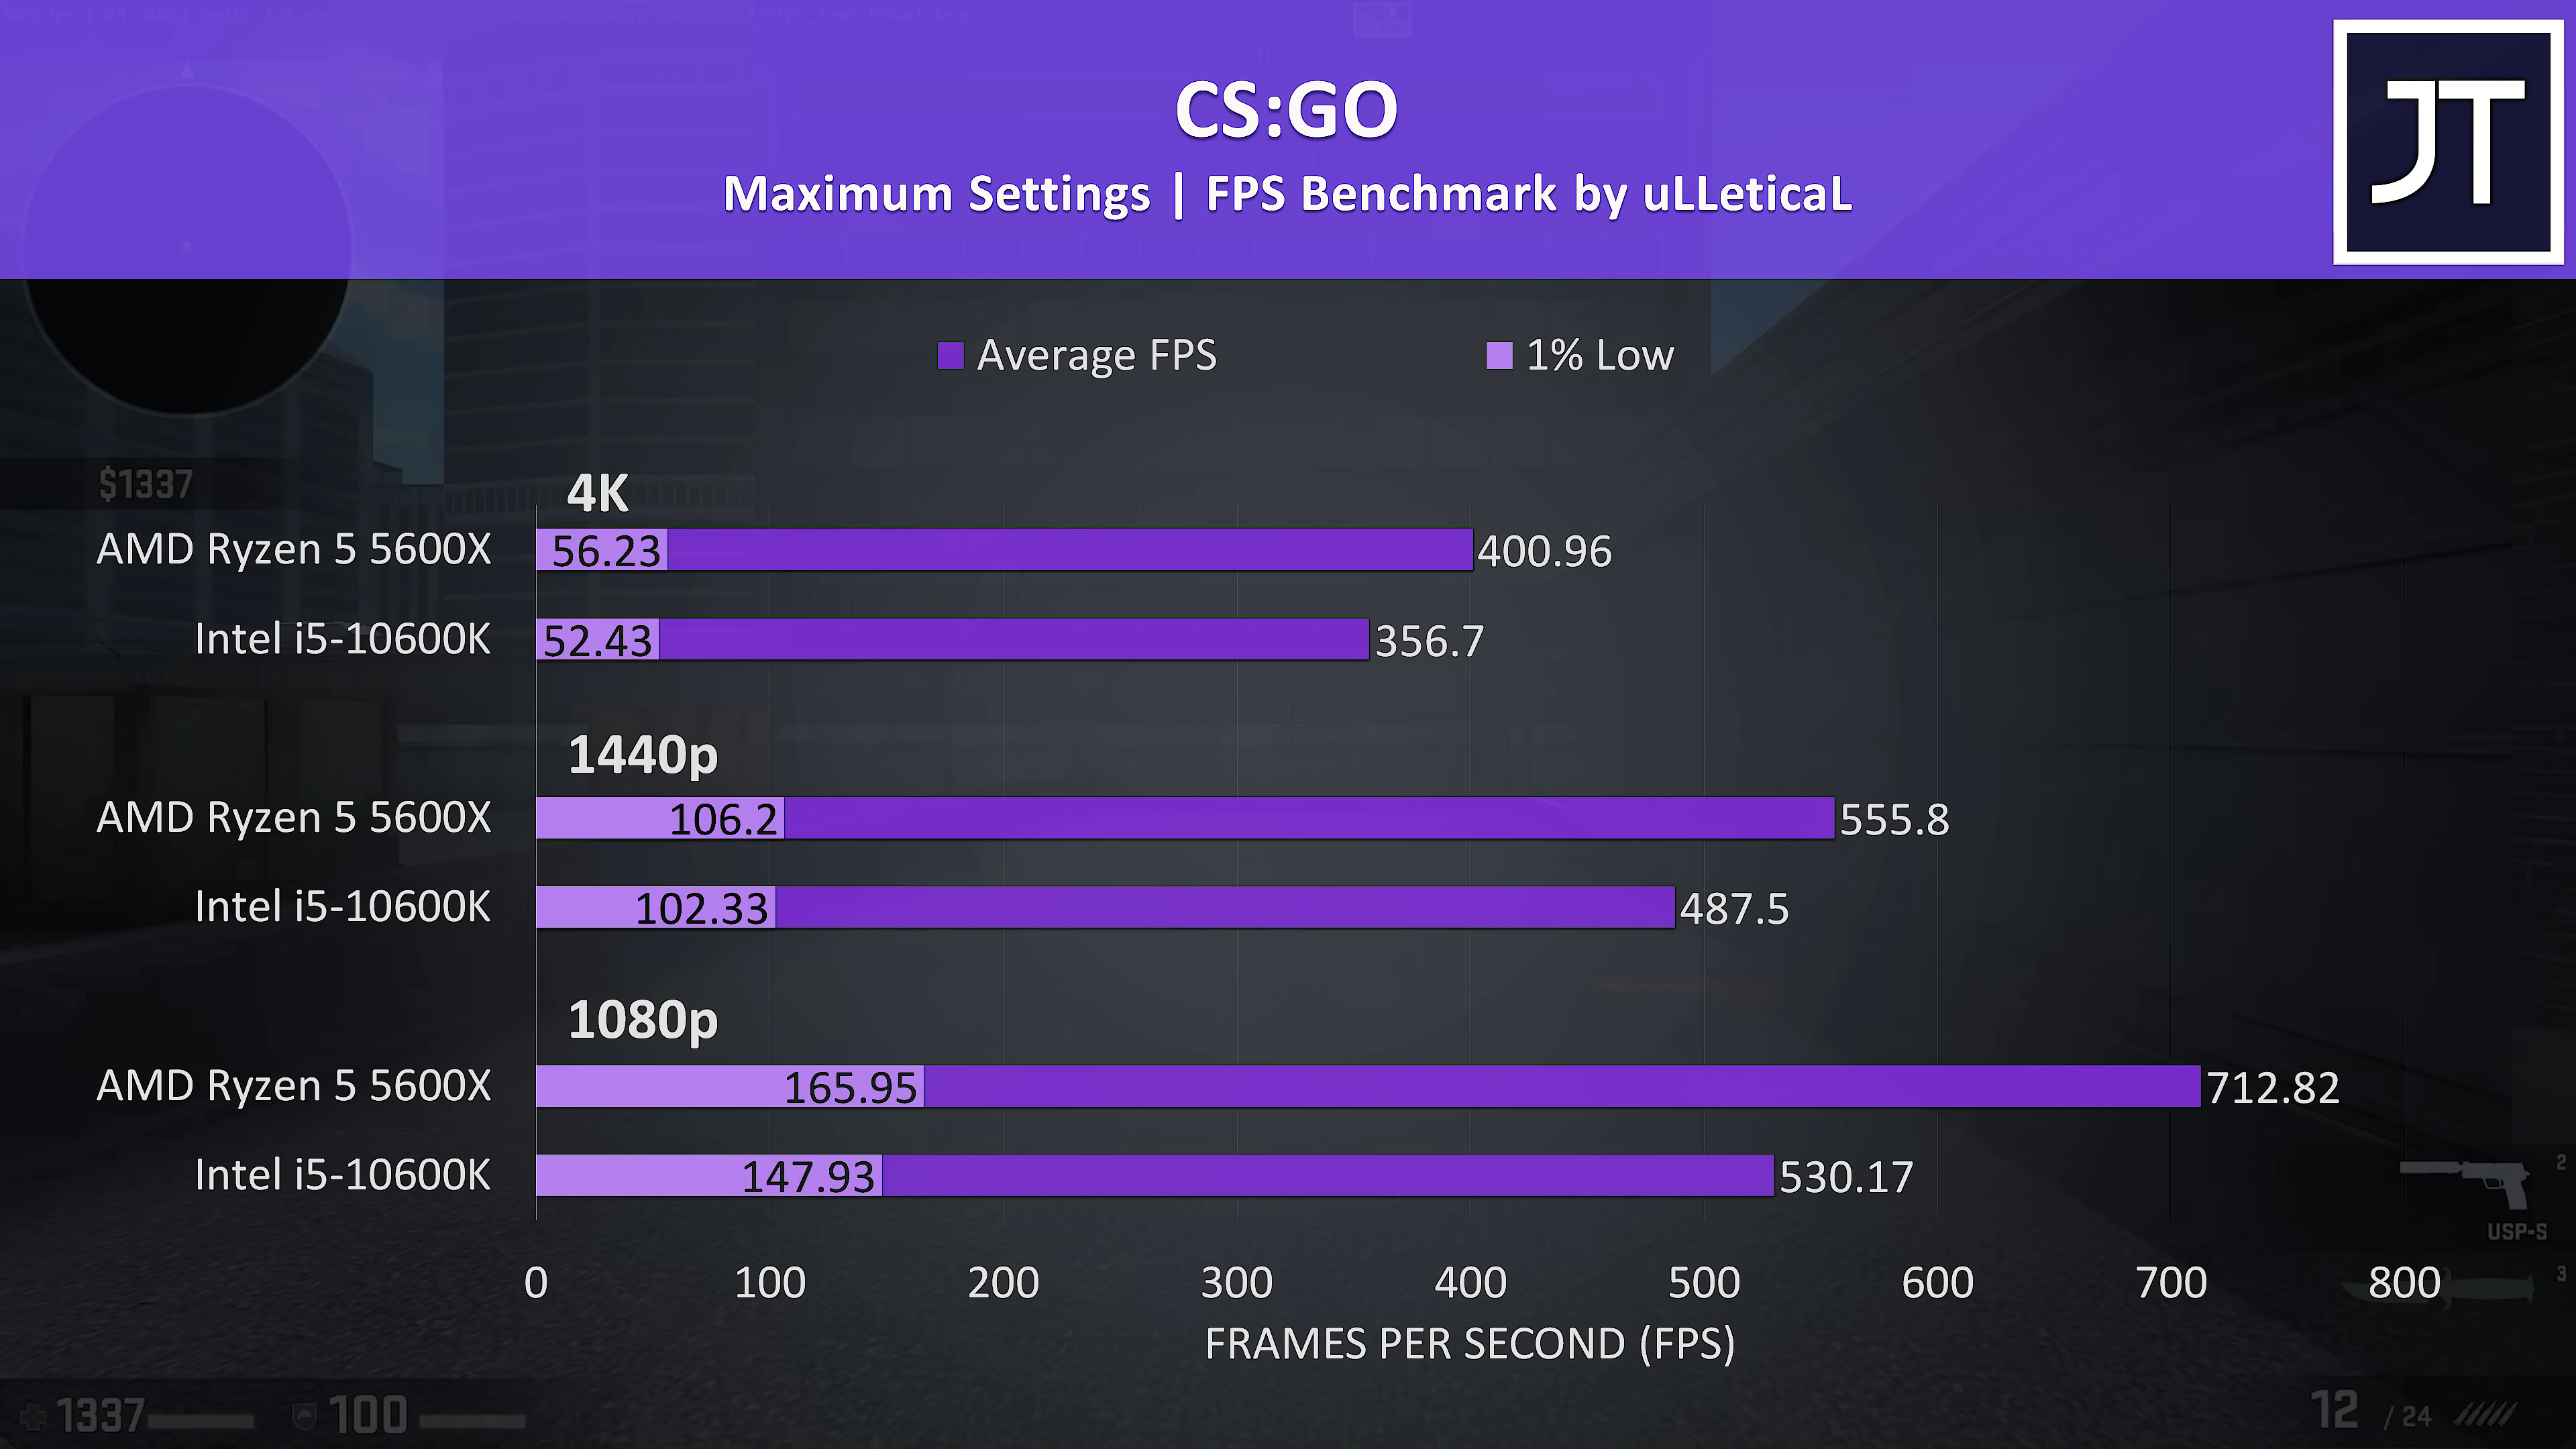 CS:GO
Maximum Settings | FPS Benchmark by uLLeticaL
JT
Average FPS
1% Low
$1337
4K
AMD Ryzen 5 5600X
56.23
400.96
Intel i5-10600K
52.43
356.7
1440p
AMD Ryzen 5 5600X
106.2
555.8
Intel i5-10600K
102.33
487.5
1080p
AMD Ryzen 5 5600X
165.95
712.82
Intel i5-10600K
147.93
530.17
2
USP-S
3
0 100 200 300 400 500 600 700 800
FRAMES PER SECOND (FPS)
1337 100
12 / 24